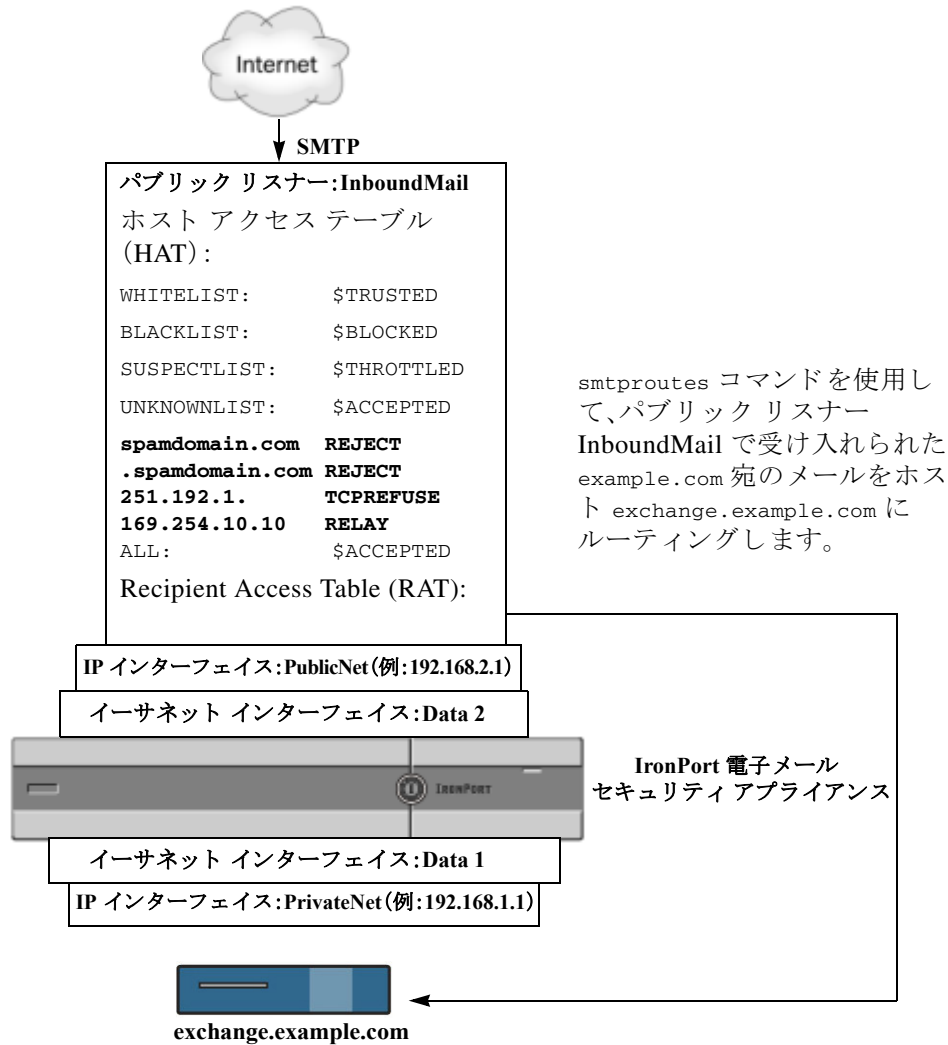 Internet
SMTP
パブリック リスナー:InboundMail
ホスト アクセス テーブル
(HAT):
WHITELIST: $TRUSTED
BLACKLIST: $BLOCKED
SUSPECTLIST: $THROTTLED
UNKNOWNLIST: $ACCEPTED
spamdomain.com REJECT
.spamdomain.com REJECT
251.192.1. TCPREFUSE
169.254.10.10 RELAY
ALL: $ACCEPTED
Recipient Access Table (RAT):
smtproutes コマンドを使用し
て、パブリック リスナー
InboundMail で受け入れられた
example.com 宛のメールをホス
ト exchange.example.com に
ルーティングします。
IP インターフェイス:PublicNet(例:192.168.2.1)
イーサネット インターフェイス:Data 2
IRONPORT
IronPort 電子メール
セキュリティ アプライアンス
イーサネット インターフェイス:Data 1
IP インターフェイス:PrivateNet(例:192.168.1.1)
exchange.example.com